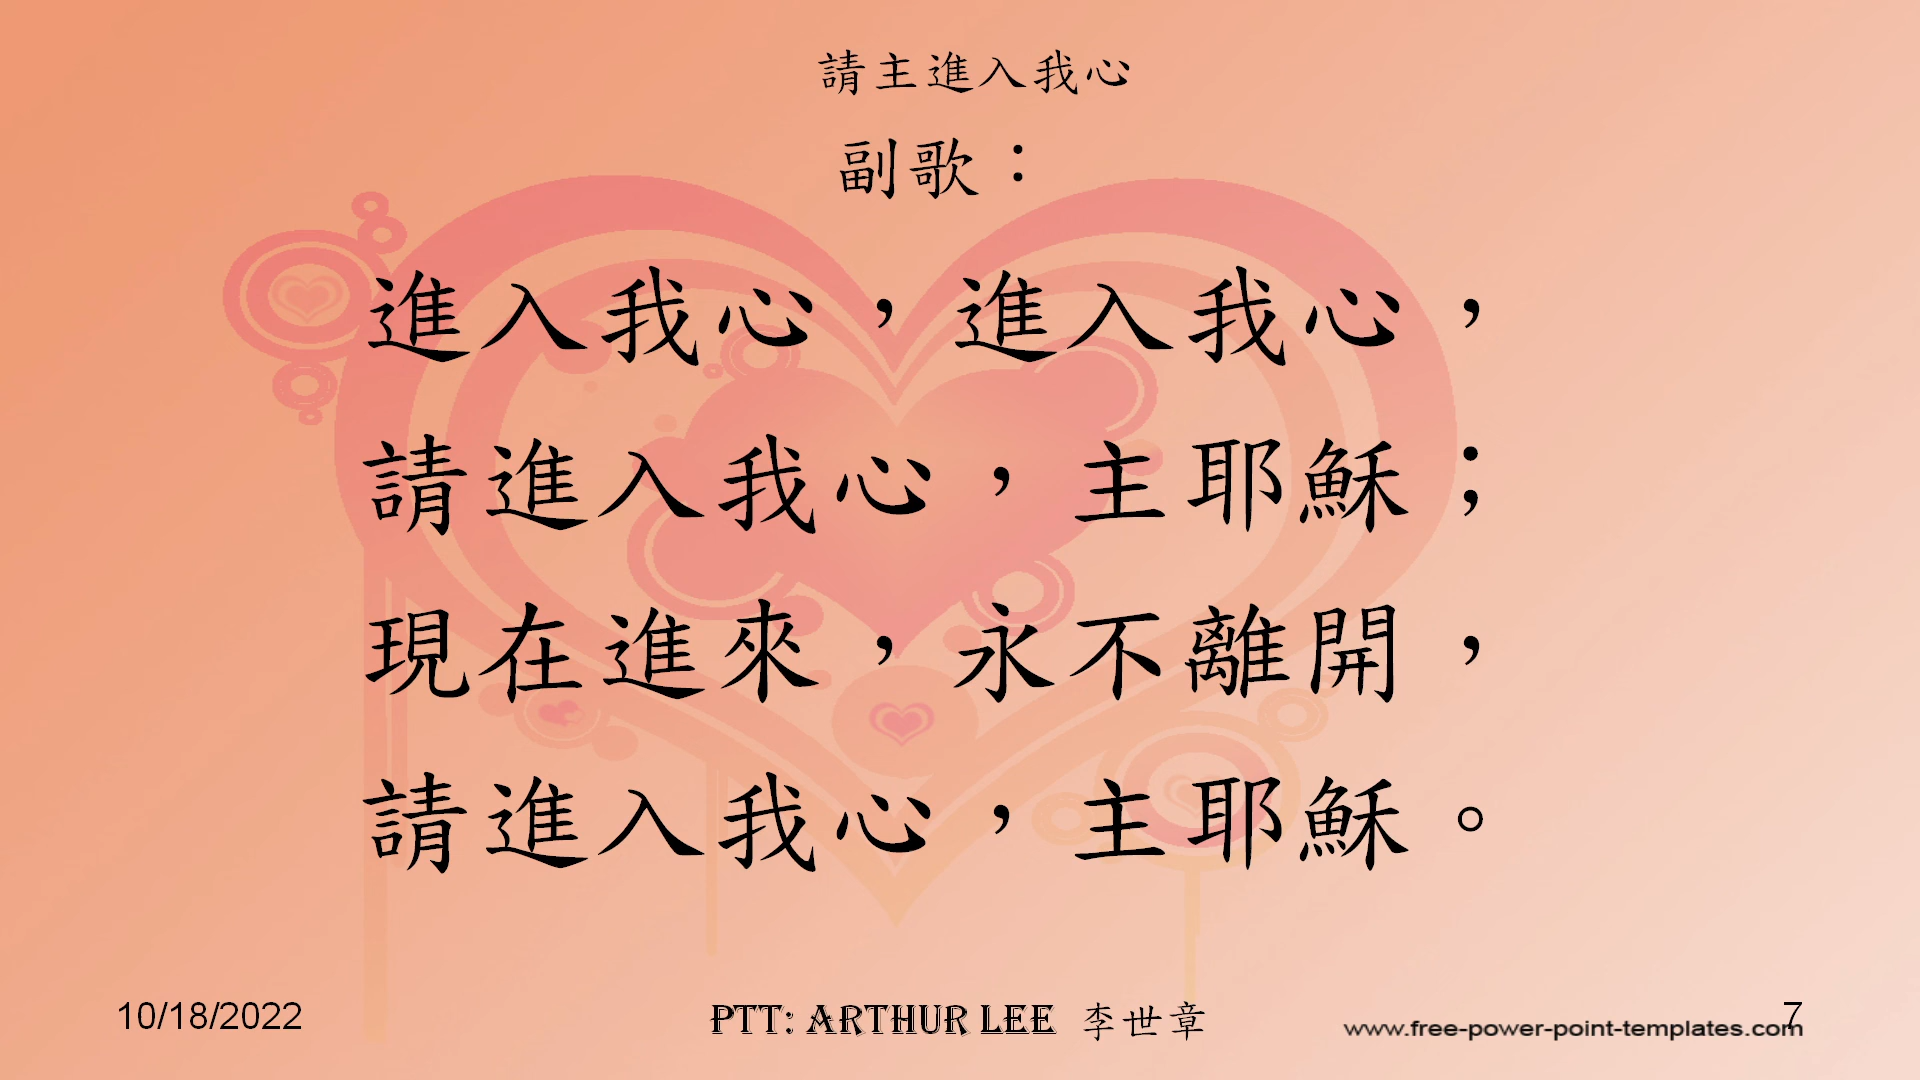 請主進入我心
副歌：
進入我心，進入我心，
請進入我心，主耶穌；
現在進來，永不離開，
請進入我心，主耶穌。
10/18/2022
PTT: ARTHUR LEE 李世章
www.free-power-point-templates.com
7